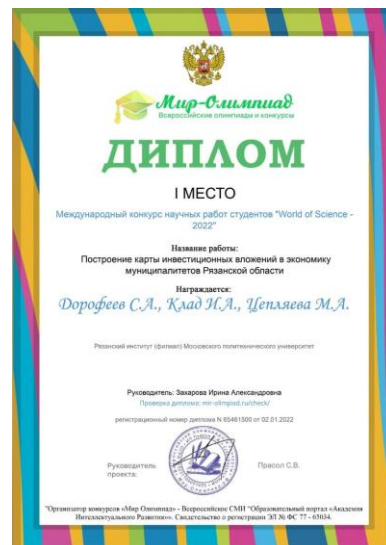 Мир-Олимпиад
Всероссийские олимпиады и конкурсы
ДИПЛОМ
I МЕСТО
Международный конкурс научных работ студентов "World of Science -
2022"
Название работы:
Построение карты инвестиционных вложений в экономику
муниципалитетов Рязанской области
Награждается:
Дорофеев С.А., Клад И.А., Цепляева М.А.
Рязанский институт (филиал) Московского политехнического университет
Руководитель: Захарова Ирина Александровна
Проверка диплома: mir-olimpiad.ru/check/
регистрационный номер диплома N 65461500 от 02.01.2022
Руководитель
проекта:
Прасол С.В.
"Организатор конкурсов «Мир Олимпиад» - Всероссийское СМИ "Образовательный портал «Академия
Интеллектуального Развития»». Свидетельство о регистрации ЭЛ № ФС 77 - 65034.